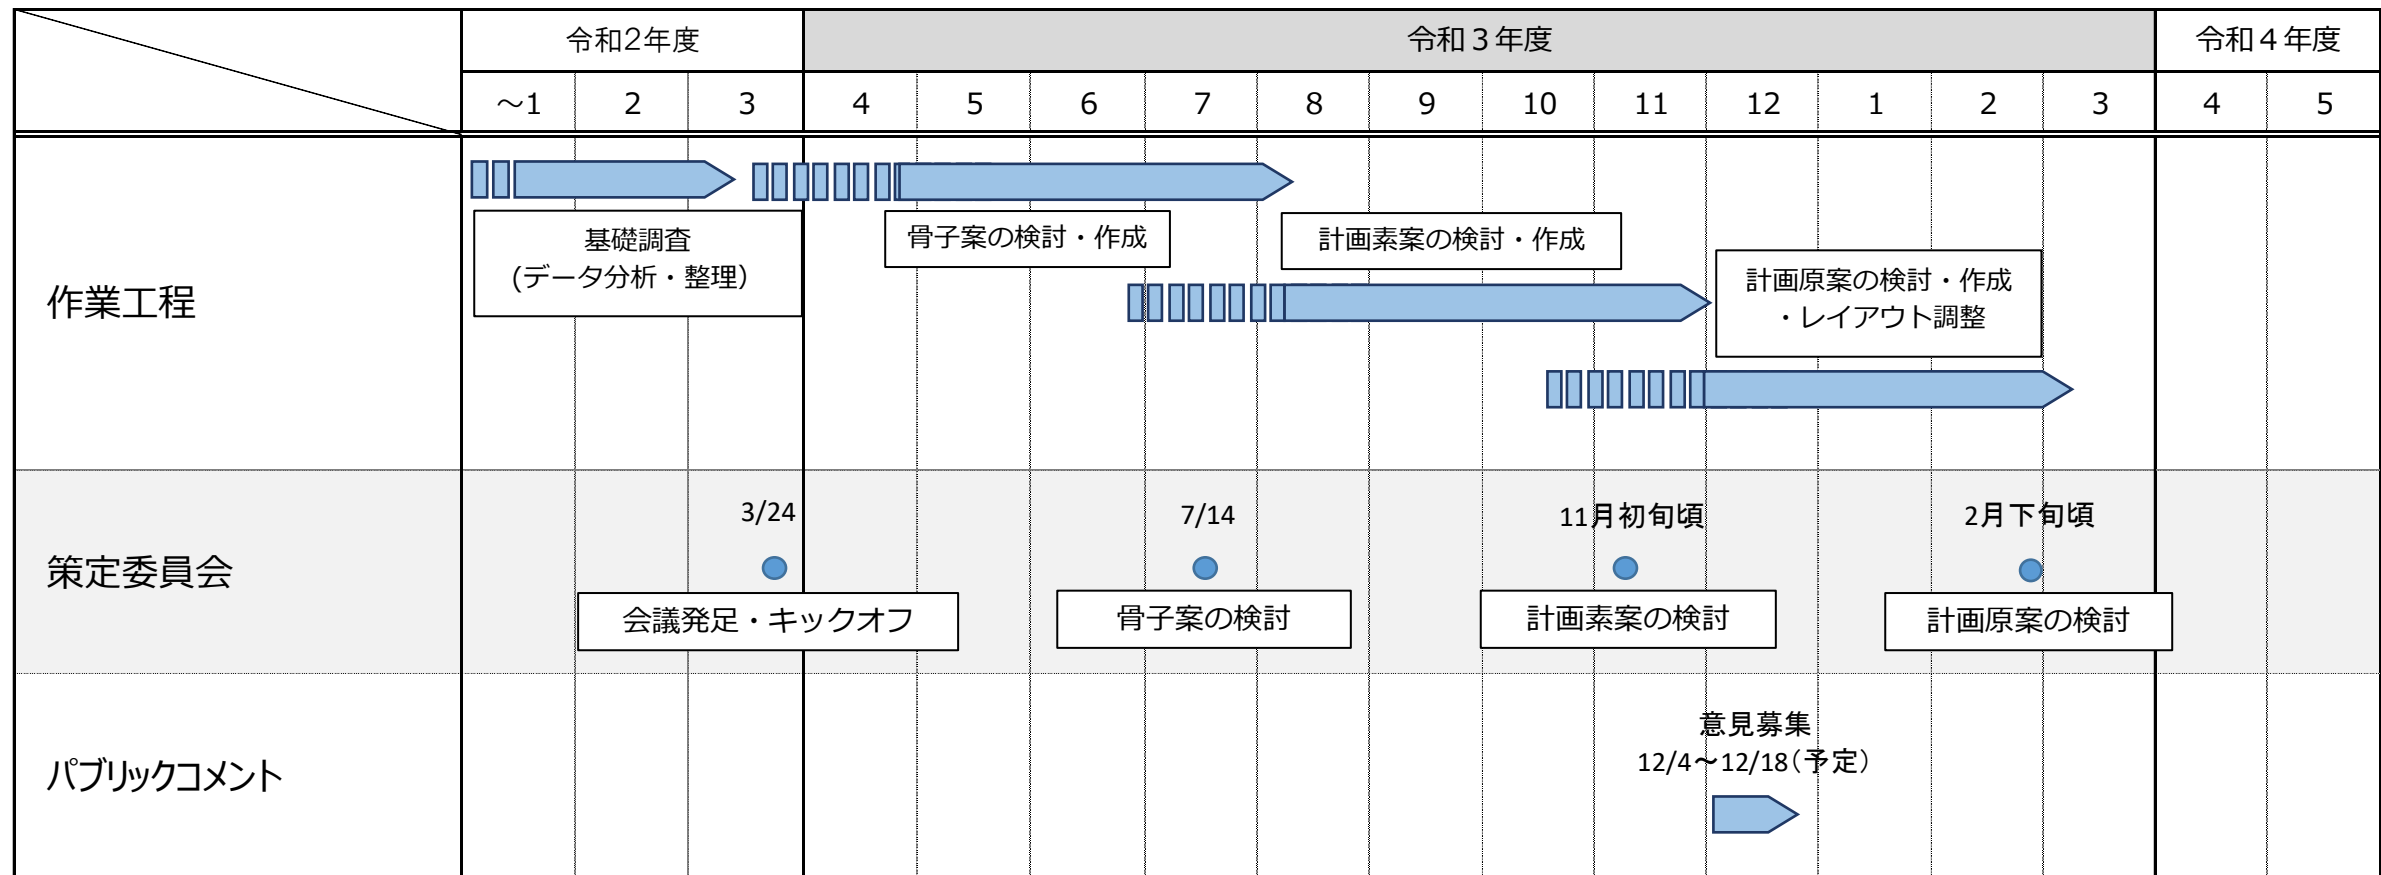 令和2年度
令和３年度
令和４年度
～1
2
3
4
5
6
7
8
9
10
11
12
1
2
3
4
5
作業工程
基礎調査
(データ分析・整理）
骨子案の検討・作成
計画素案の検討・作成
計画原案の検討・作成
・レイアウト調整
策定委員会
3/24
7/14
11月初旬頃
2月下旬頃
会議発足・キックオフ
骨子案の検討
計画素案の検討
計画原案の検討
パブリックコメント
意見募集
12/4～12/18（予定）